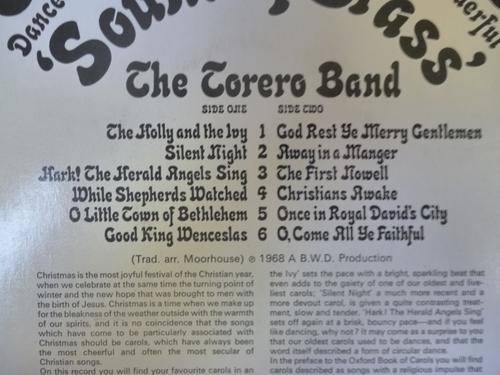 Dance
'Sound Brass'
The Torero Band
SIDE ONE SIDE TWO
The Holly and the Ivy 1 God Rest Ye Merry Gentlemen
Silent Night 2 Away in a Manger
Hark! The Herald Angels Sing 3 The First Nowell
While Shepherds Watched 4 Christians Awake
O Little Town of Bethlehem 5 Once in Royal David's City
Good King Wenceslas 6 O, Come All Ye Faithful
(Trad. arr. Moorhouse) ℗ 1968 A B.W.D. Production
Christmas is the most joyful festival of the Christian year,
when we celebrate at the same time the turning point of
winter and the new hope that was brought to men with
the birth of Jesus. Christmas is a time when we make up
for the bleakness of the weather outside with the warmth
of our spirits, and it is no coincidence that the songs
which have come to be particularly associated with
Christmas should be carols, which have always been
the most cheerful and often the most secular of
Christian songs.
On this record you will find your favourite carols in an
the Ivy' sets the pace with a bright, sparkling beat that
even adds to the gaiety of one of our oldest and live-
liest carols; 'Silent Night' a much more recent and a
more devout carol, is given a quite contrasting treat-
ment, slow and tender. 'Hark! The Herald Angels Sing'
sets off again at a brisk, bouncy pace—and if you feel
like dancing, why not? It may come as a surprise to you
that our oldest carols used to be dances, and that the
word itself described a form of circular dance.
In the preface to the Oxford Book of Carols you will find
carols described as songs with a religious impulse that